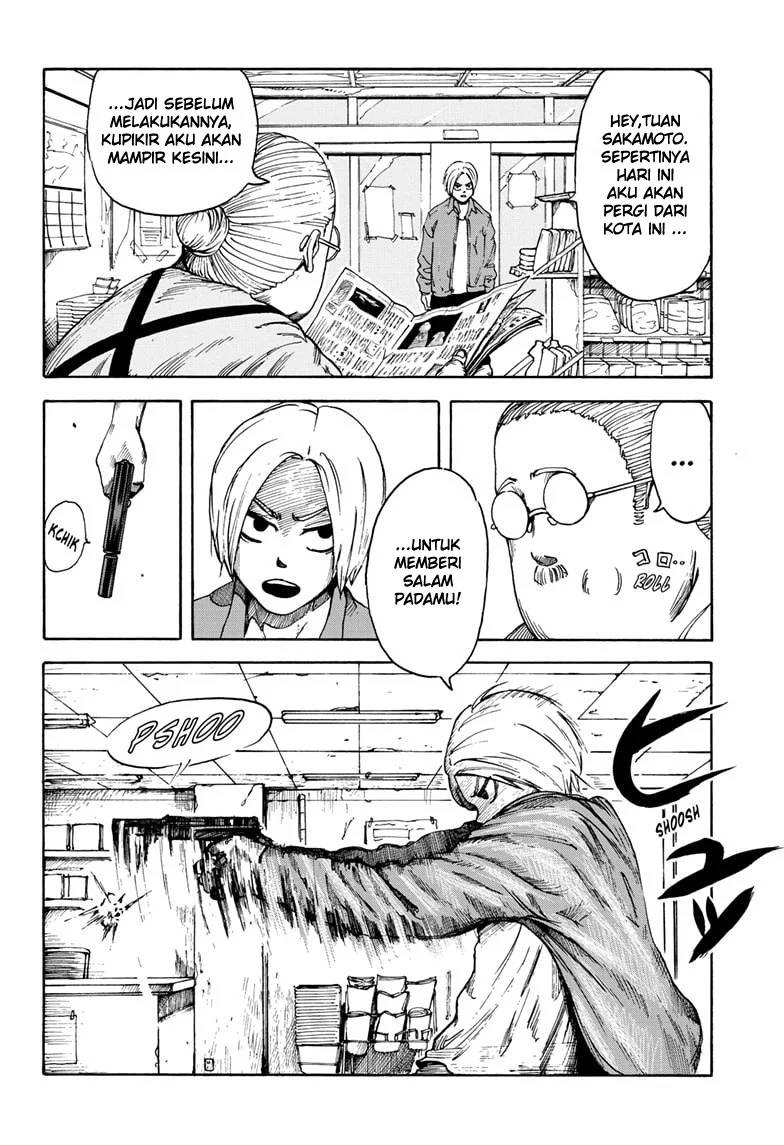 HEY,TUAN
SAKAMOTO.
SEPERTINYA
HARI INI
AKU AKAN
PERGI DARI
KOTA INI ...
...JADI SEBELUM
MELAKUKANNYA,
KUPIKIR AKU AKAN
MAMPIR KESINI...
...
コロ..
ROLL
...UNTUK
MEMBERI
SALAM
PADAMU!
KCHIK
ヒュッ
SHOOSH
PSHOO